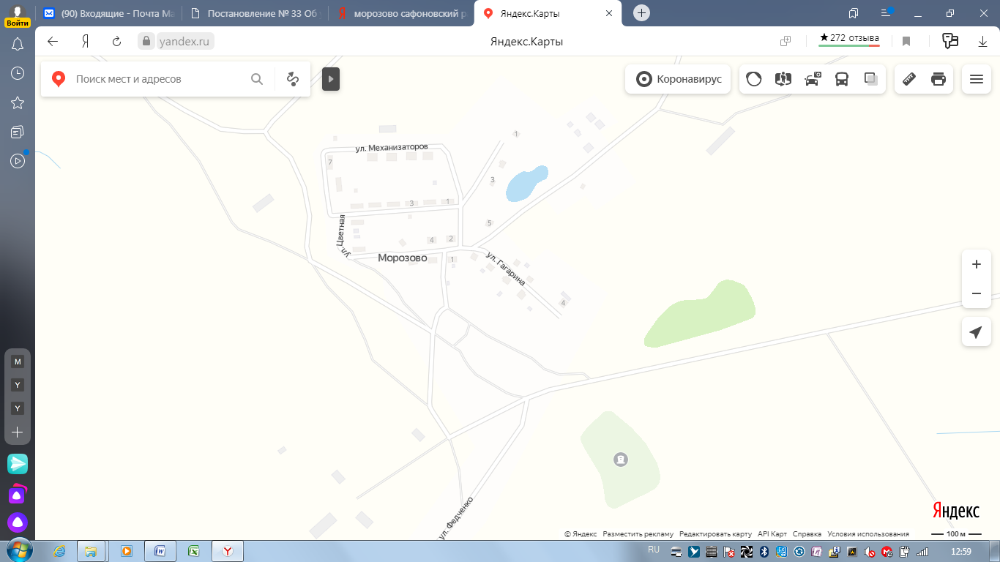 (90) Входящие - Почта Ма
Постановление № 33 Об
морозово сафоновский р
Яндекс.Карты
Войти
yandex.ru
Яндекс.Карты
★ 272 отзыва
Поиск мест и адресов
Коронавирус
1
ул. Механизаторов
7
3
3
1
5
ул. Цветная
4
2
Морозово
1
ул. Гагарина
4
М
Y
Y
ул. Федченко
Яндекс
© Яндекс Разместить рекламу Редактировать карту API Карт Справка Условия использования 100 м
RU
12:59